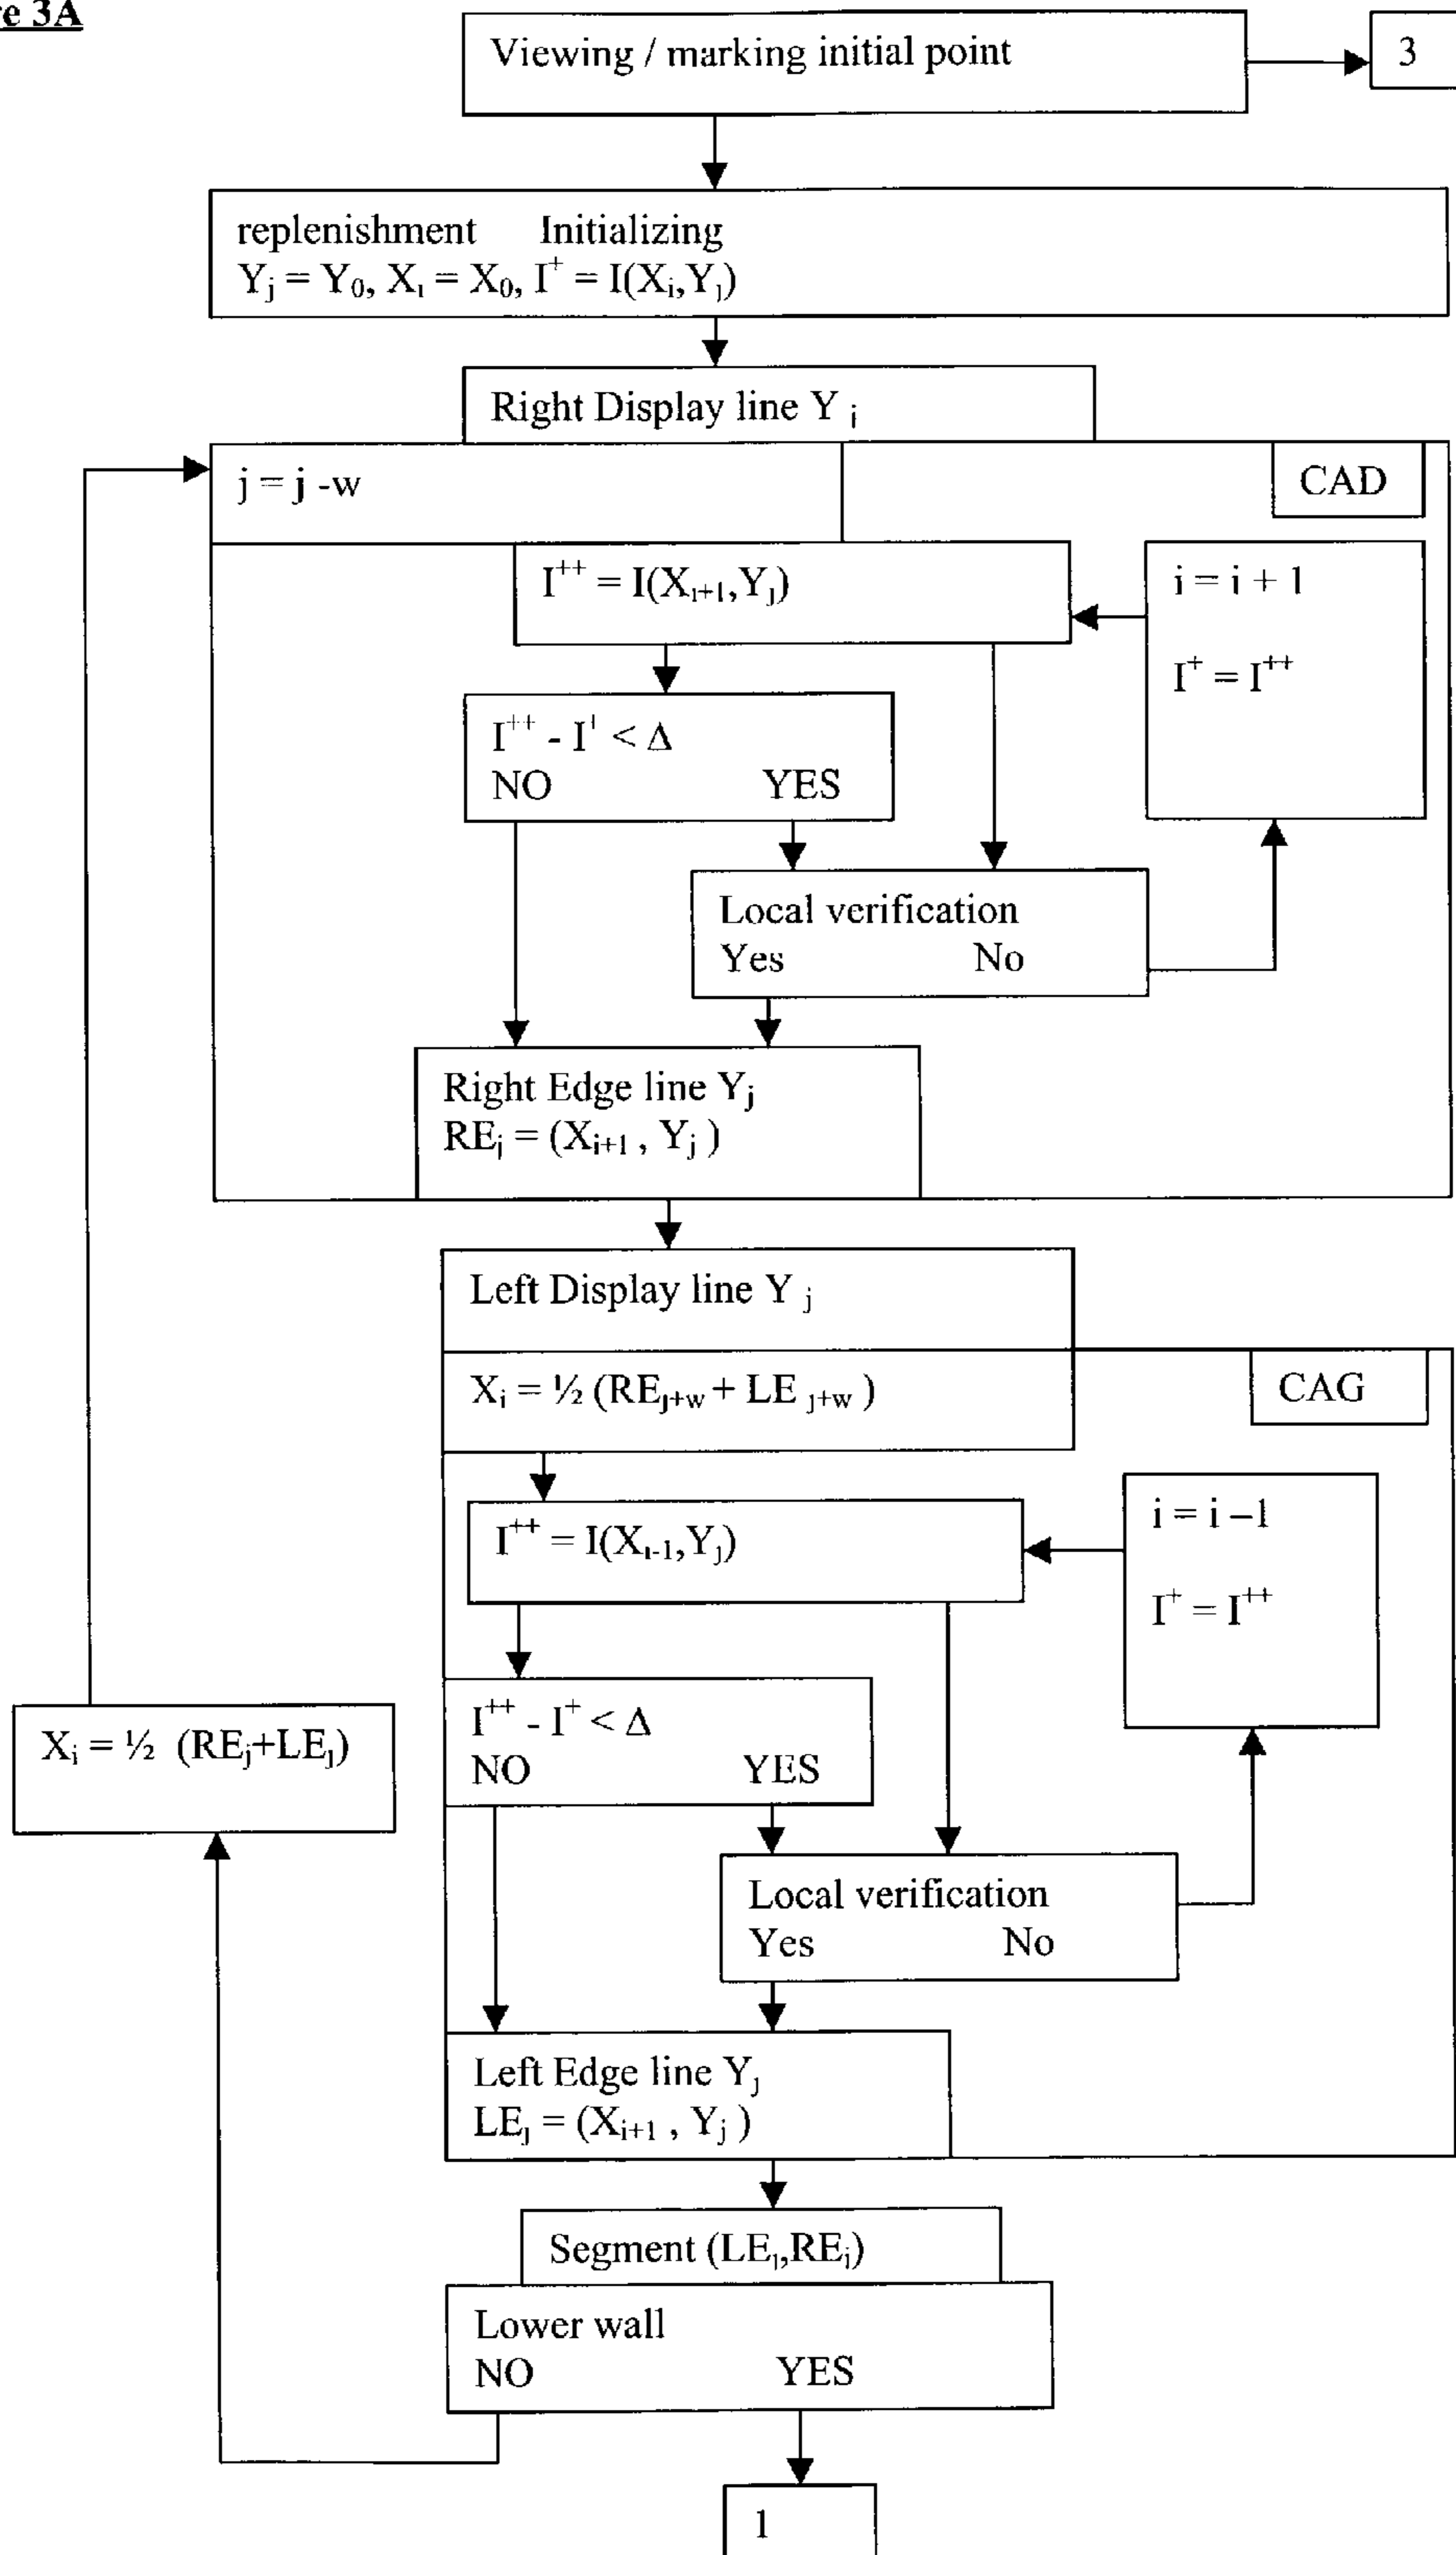 re 3A
Viewing / marking initial point
3
replenishment Initializing
Yj = Y0, Xi = X0, I+ = I(Xi,Yj)
Right Display line Y j
j = j -w
CAD
I++ = I(Xi+1,Yj)
i = i + 1
I+ = I++
I++ - I+ < Δ
NO YES
Local verification
Yes No
Right Edge line Yj
REj = (Xi+1 , Yj )
Left Display line Y j
Xi = ½ (REj+w + LE j+w )
CAG
I++ = I(Xi-1,Yj)
i = i –1
I+ = I++
I++ - I+ < Δ
NO YES
Xi = ½ (REj+LEj)
Local verification
Yes No
Left Edge line Yj
LEj = (Xi+1 , Yj )
Segment (LEj,REj)
Lower wall
NO YES
1